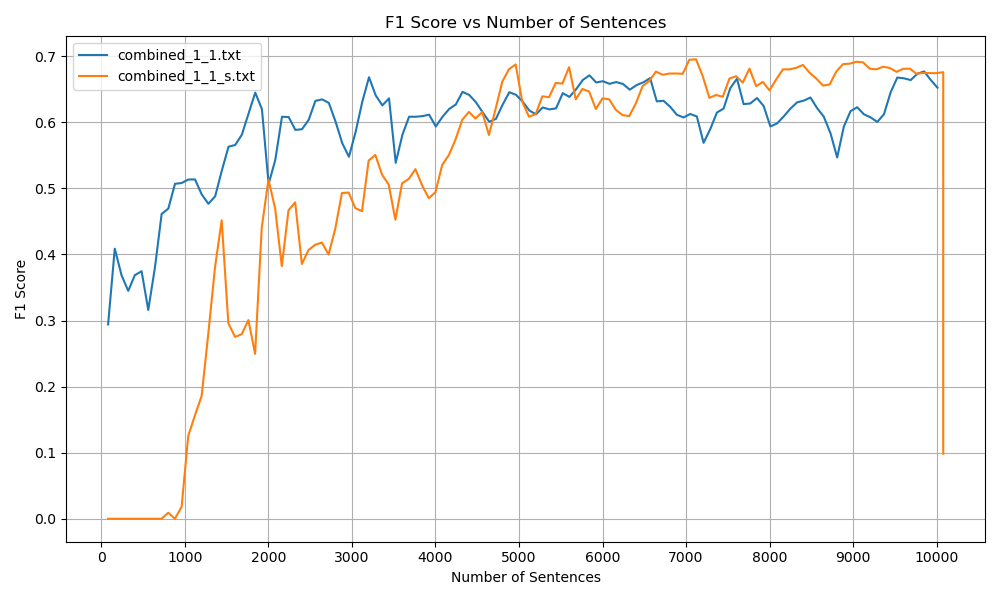 F1 Score vs Number of Sentences
combined_1_1.txt
combined_1_1_s.txt
0.7
0.6
0.5
0.4
0.3
0.2
0.1
0.0
F1 Score
0 1000 2000 3000 4000 5000 6000 7000 8000 9000 10000
Number of Sentences